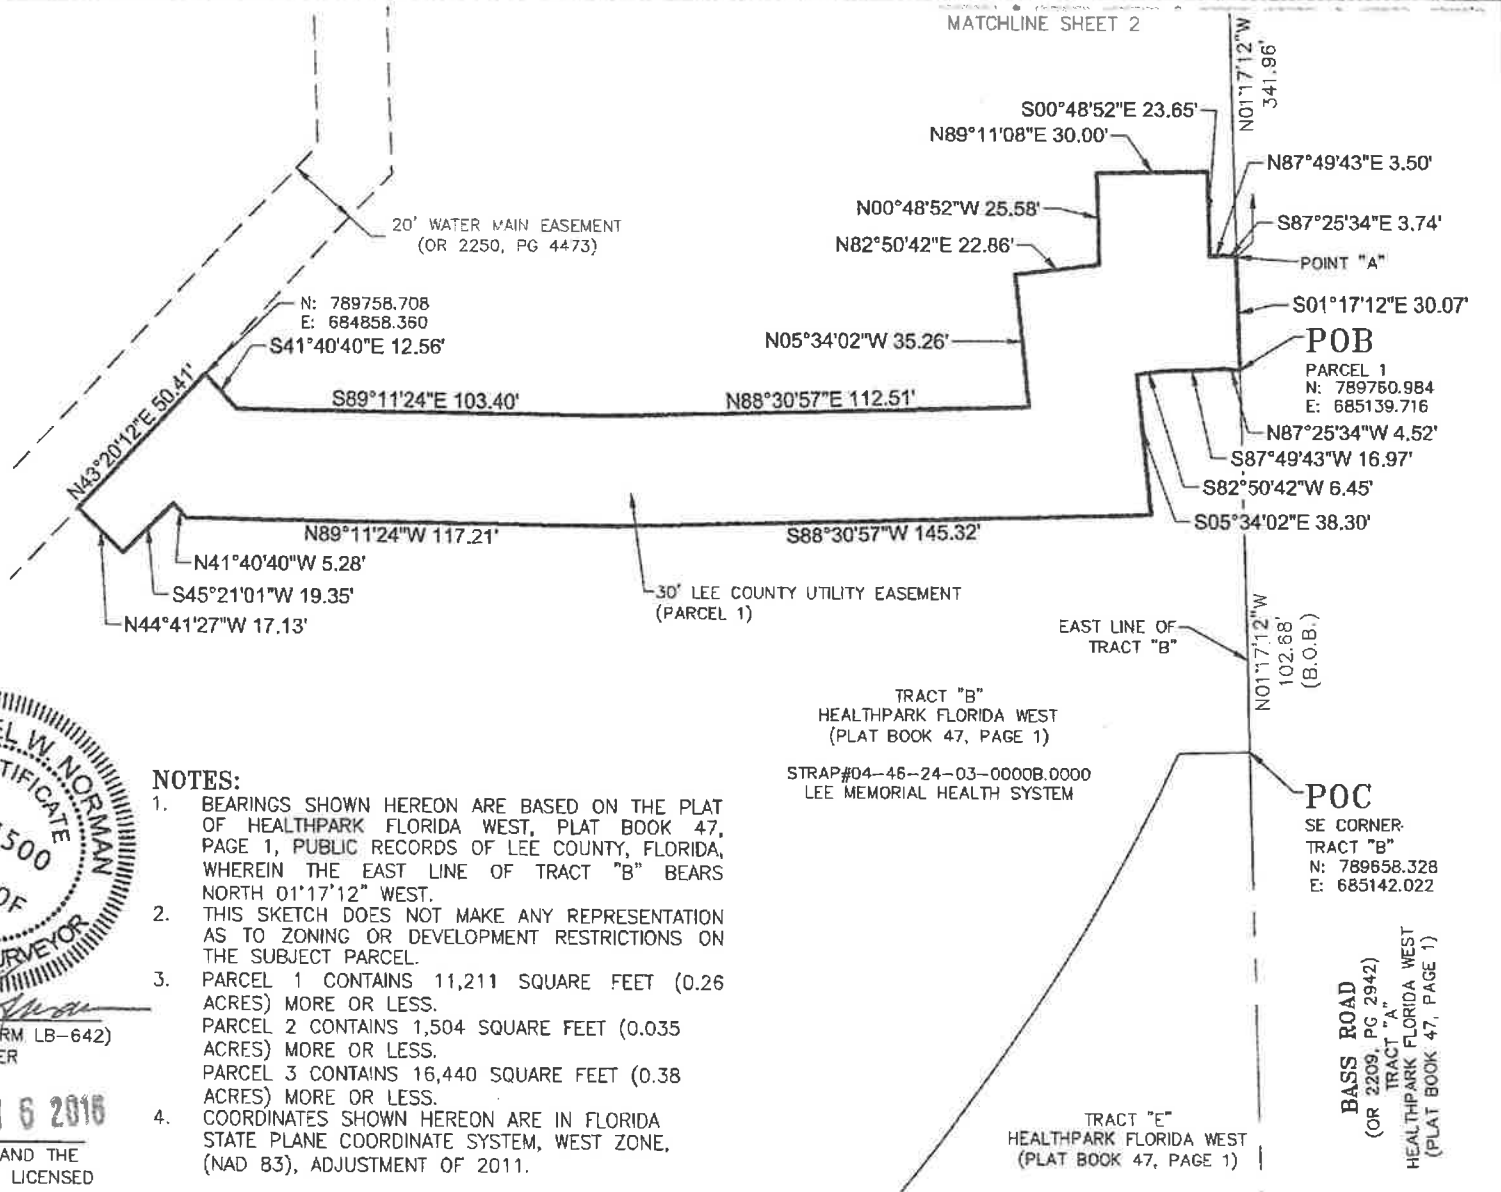 MATCHLINE SHEET 2
N01°17'12"W
341.96'
S00°48'52"E 23.65'
N89°11'08"E 30.00'
N87°49'43"E 3.50'
N00°48'52"W 25.58'
S87°25'34"E 3.74'
N82°50'42"E 22.86'
POINT "A"
20' WATER MAIN EASEMENT
(OR 2250, PG 4473)
N: 789758.708
E: 684858.360
S01°17'12"E 30.07'
S41°40'40"E 12.56'
N05°34'02"W 35.26'
POB
PARCEL 1
N: 789760.984
E: 685139.716
N43°20'12"E 50.41'
S89°11'24"E 103.40'
N88°30'57"E 112.51'
N87°25'34"W 4.52'
S87°49'43"W 16.97'
S82°50'42"W 6.45'
S05°34'02"E 38.30'
N89°11'24"W 117.21'
S88°30'57"W 145.32'
N41°40'40"W 5.28'
S45°21'01"W 19.35'
N44°41'27"W 17.13'
30' LEE COUNTY UTILITY EASEMENT
(PARCEL 1)
EAST LINE OF
TRACT "B"
N01°17'12"W
102.68'
(B.O.B.)
TRACT "B"
HEALTHPARK FLORIDA WEST
(PLAT BOOK 47, PAGE 1)
STRAP#04-46-24-03-0000B.0000
LEE MEMORIAL HEALTH SYSTEM
POC
SE CORNER
TRACT "B"
N: 789658.328
E: 685142.022
W. NORMAN
TIFICATE
500
OF
RVEYOR
RM LB-642)
ER
6 2016
AND THE
LICENSED
NOTES:
1. BEARINGS SHOWN HEREON ARE BASED ON THE PLAT
OF HEALTHPARK FLORIDA WEST, PLAT BOOK 47,
PAGE 1, PUBLIC RECORDS OF LEE COUNTY, FLORIDA,
WHEREIN THE EAST LINE OF TRACT "B" BEARS
NORTH 01°17'12" WEST.
2. THIS SKETCH DOES NOT MAKE ANY REPRESENTATION
AS TO ZONING OR DEVELOPMENT RESTRICTIONS ON
THE SUBJECT PARCEL.
3. PARCEL 1 CONTAINS 11,211 SQUARE FEET (0.26
ACRES) MORE OR LESS.
PARCEL 2 CONTAINS 1,504 SQUARE FEET (0.035
ACRES) MORE OR LESS.
PARCEL 3 CONTAINS 16,440 SQUARE FEET (0.38
ACRES) MORE OR LESS.
4. COORDINATES SHOWN HEREON ARE IN FLORIDA
STATE PLANE COORDINATE SYSTEM, WEST ZONE,
(NAD 83), ADJUSTMENT OF 2011.
TRACT "E"
HEALTHPARK FLORIDA WEST
(PLAT BOOK 47, PAGE 1)
BASS ROAD
(OR 2209, PG 2942)
TRACT "A"
HEALTHPARK FLORIDA WEST
(PLAT BOOK 47, PAGE 1)